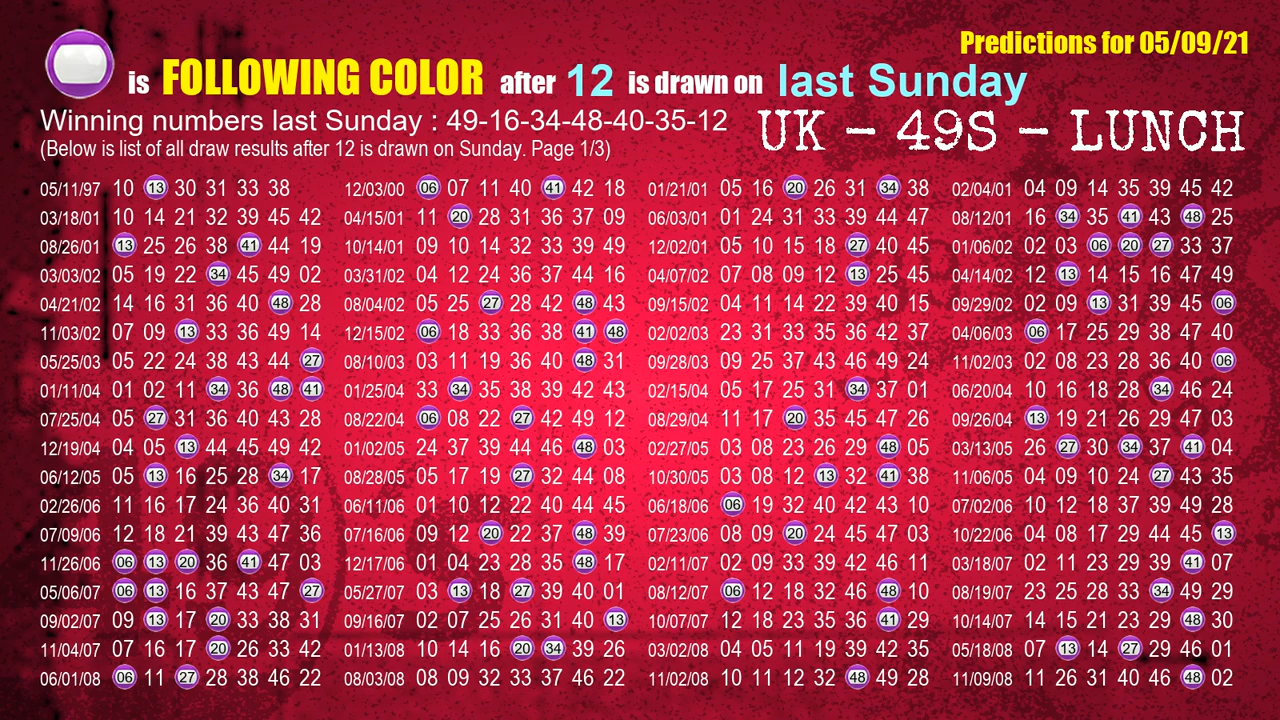 Predictions for 05/09/21
is FOLLOWING COLOR after 12 is drawn on last Sunday
Winning numbers last Sunday : 49-16-34-48-40-35-12
UK - 49S - LUNCH
(Below is list of all draw results after 12 is drawn on Sunday. Page 1/3)
05/11/97 10 13 30 31 33 38 12/03/00 06 07 11 40 41 42 18 01/21/01 05 16 20 26 31 34 38 02/04/01 04 09 14 35 39 45 42
03/18/01 10 14 21 32 39 45 42 04/15/01 11 20 28 31 36 37 09 06/03/01 01 24 31 33 39 44 47 08/12/01 16 34 35 41 43 48 25
08/26/01 13 25 26 38 41 44 19 10/14/01 09 10 14 32 33 39 49 12/02/01 05 10 15 18 27 40 45 01/06/02 02 03 06 20 27 33 37
03/03/02 05 19 22 34 45 49 02 03/31/02 04 12 24 36 37 44 16 04/07/02 07 08 09 12 13 25 45 04/14/02 12 13 14 15 16 47 49
04/21/02 14 16 31 36 40 48 28 08/04/02 05 25 27 28 42 48 43 09/15/02 04 11 14 22 39 40 15 09/29/02 02 09 13 31 39 45 06
11/03/02 07 09 13 33 36 49 14 12/15/02 06 18 33 36 38 41 48 02/02/03 23 31 33 35 36 42 37 04/06/03 06 17 25 29 38 47 40
05/25/03 05 22 24 38 43 44 27 08/10/03 03 11 19 36 40 48 31 09/28/03 09 25 37 43 46 49 24 11/02/03 02 08 23 28 36 40 06
01/11/04 01 02 11 34 36 48 41 01/25/04 33 34 35 38 39 42 43 02/15/04 05 17 25 31 34 37 01 06/20/04 10 16 18 28 34 46 24
07/25/04 05 27 31 36 40 43 28 08/22/04 06 08 22 27 42 49 12 08/29/04 11 17 20 35 45 47 26 09/26/04 13 19 21 26 29 47 03
12/19/04 04 05 13 44 45 49 42 01/02/05 24 37 39 44 46 48 03 02/27/05 03 08 23 26 29 48 05 03/13/05 26 27 30 34 37 41 04
06/12/05 05 13 16 25 28 34 17 08/28/05 05 17 19 27 32 44 08 10/30/05 03 08 12 13 32 41 38 11/06/05 04 09 10 24 27 43 35
02/26/06 11 16 17 24 36 40 31 06/11/06 01 10 12 22 40 44 45 06/18/06 06 19 32 40 42 43 10 07/02/06 10 12 18 37 39 49 28
07/09/06 12 18 21 39 43 47 36 07/16/06 09 12 20 22 37 48 39 07/23/06 08 09 20 24 45 47 03 10/22/06 04 08 17 29 44 45 13
11/26/06 06 13 20 36 41 47 03 12/17/06 01 04 23 28 35 48 17 02/11/07 02 09 33 39 42 46 11 03/18/07 02 11 23 29 39 41 07
05/06/07 06 13 16 37 43 47 27 05/27/07 03 13 18 27 39 40 01 08/12/07 06 12 18 32 46 48 10 08/19/07 23 25 28 33 34 49 29
09/02/07 09 13 17 20 33 38 31 09/16/07 02 07 25 26 31 40 13 10/07/07 12 18 23 35 36 41 29 10/14/07 14 15 21 23 29 48 30
11/04/07 07 16 17 20 26 33 42 01/13/08 10 14 16 20 34 39 26 03/02/08 04 05 11 19 39 42 35 05/18/08 07 13 14 27 29 46 01
06/01/08 06 11 27 28 38 46 22 08/03/08 08 09 32 33 37 46 22 11/02/08 10 11 12 32 48 49 28 11/09/08 11 26 31 40 46 48 02